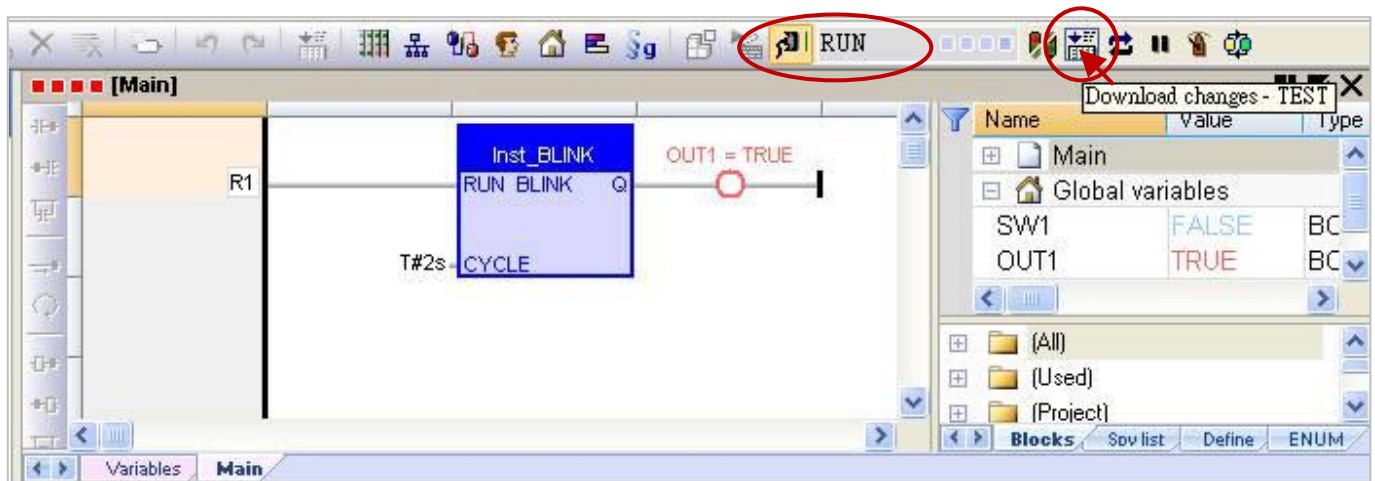 §g
RUN
[Main]
Download changes - TEST
Name Value Type
Inst_BLINK
OUT1 = TRUE
Main
R1
RUN BLINK Q
Global variables
SW1 FALSE BC
T#2s CYCLE
OUT1 TRUE BC
(All)
(Used)
(Project)
Blocks Spy list Define ENUM
Variables Main